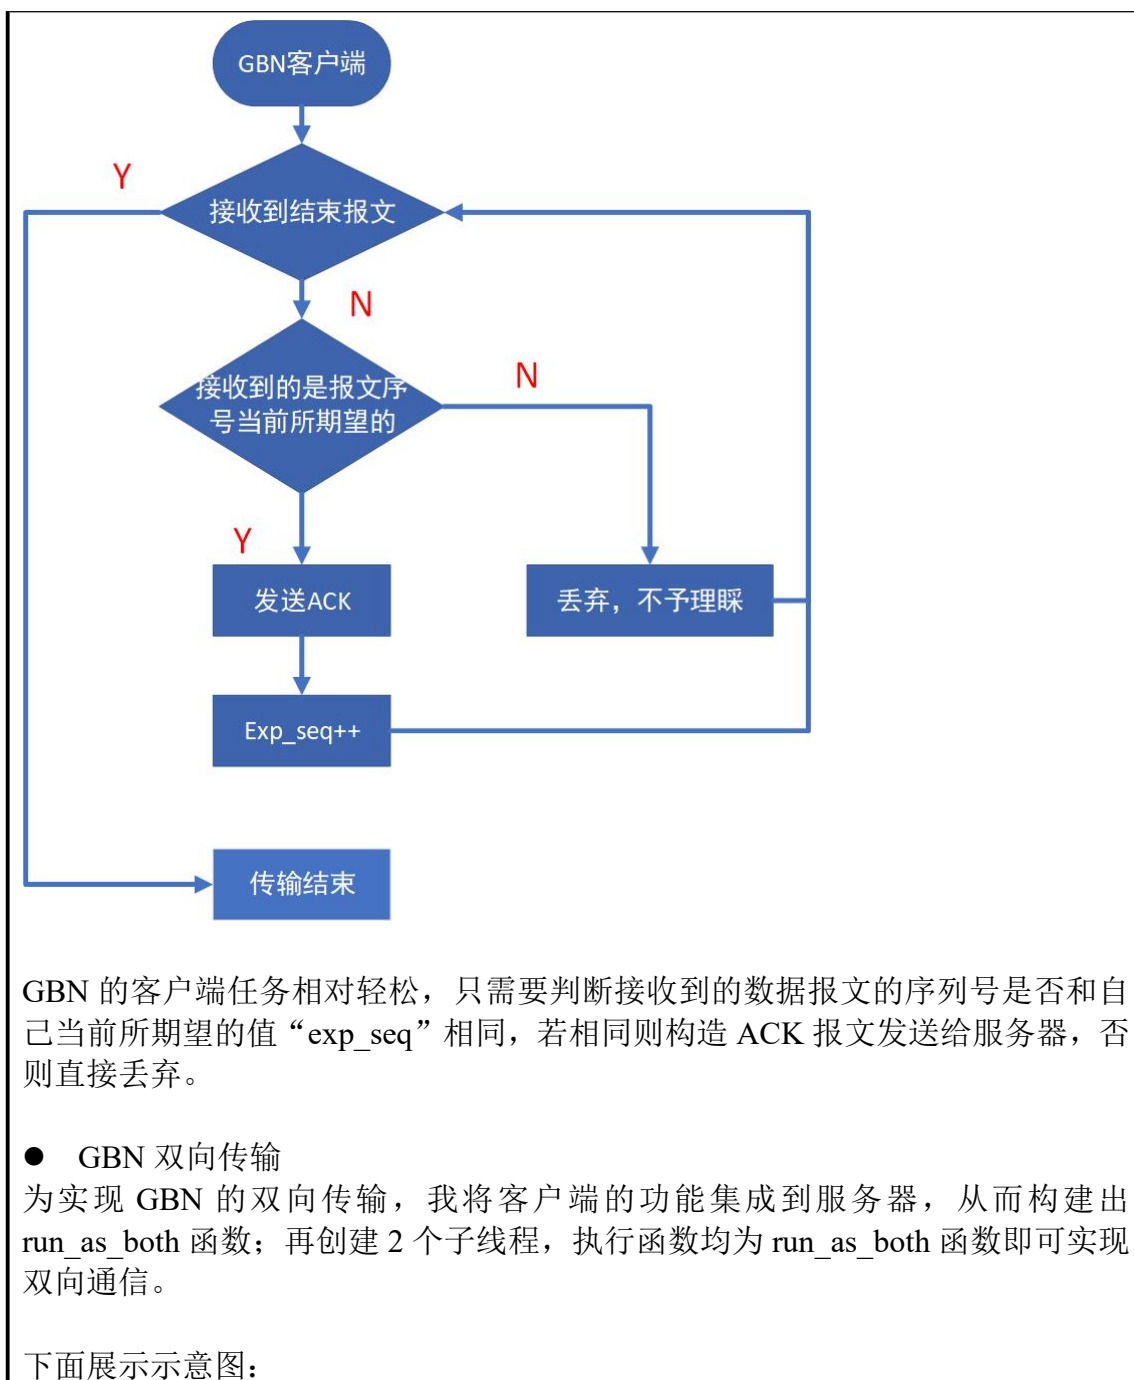 GBN客户端
Y
接收到结束报文
N
接收到的是报文序
号当前所期望的
N
Y
发送ACK
丢弃，不予理睬
Exp_seq++
传输结束
GBN 的客户端任务相对轻松，只需要判断接收到的数据报文的序列号是否和自
己当前所期望的值“exp_seq”相同，若相同则构造 ACK 报文发送给服务器，否
则直接丢弃。
● GBN 双向传输
为实现 GBN 的双向传输，我将客户端的功能集成到服务器，从而构建出
run_as_both 函数；再创建 2 个子线程，执行函数均为 run_as_both 函数即可实现
双向通信。
下面展示示意图：